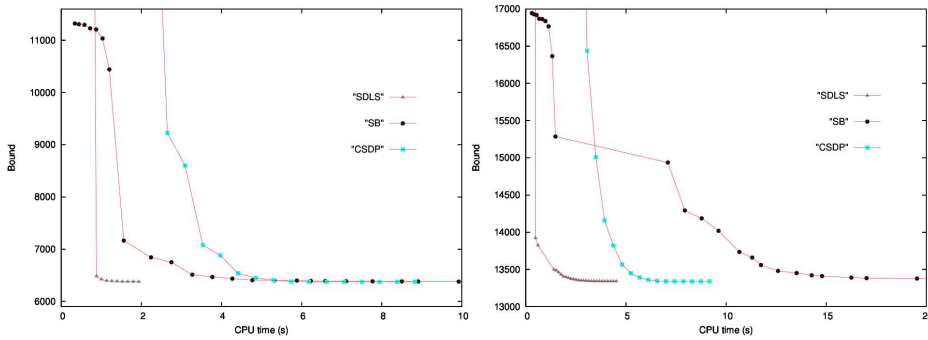 11000
10000
9000
8000
7000
6000
Bound
"SDLS"
"SB"
"CSDP"
0
2
4
6
8
10
CPU time (s)
17000
16500
16000
15500
15000
14500
14000
13500
13000
Bound
"SDLS"
"SB"
"CSDP"
0
5
10
15
2
CPU time (s)